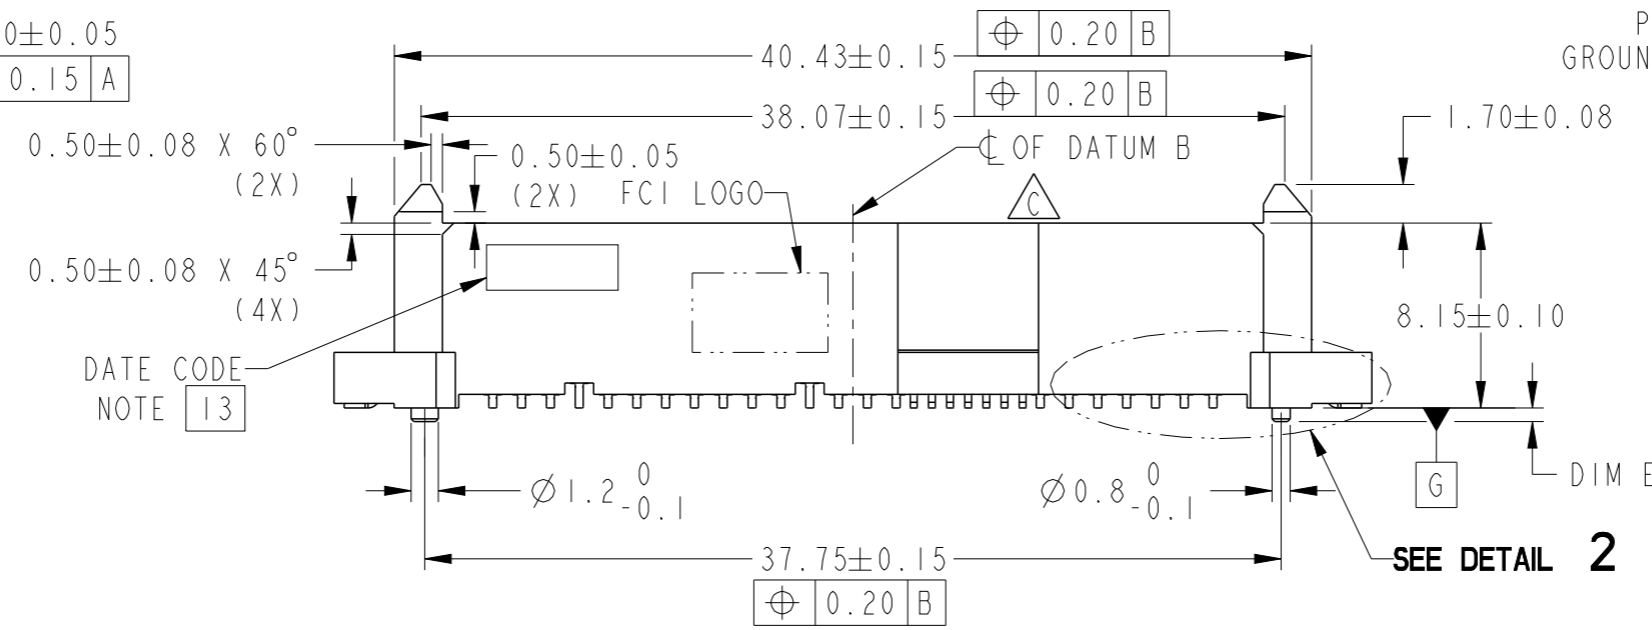 0±0.05
0.15 A
40.43±0.15
⌖ 0.20 B
⌖ 0.20 B
38.07±0.15
P
GROUN
1.70±0.08
0.50±0.08 X 60°
(2X)
0.50±0.05
(2X)
FCI LOGO
℄ OF DATUM B
C
0.50±0.08 X 45°
(4X)
8.15±0.10
DATE CODE
NOTE 13
Ø1.2 0 -0.1
Ø0.8 0 -0.1
G
DIM E
37.75±0.15
⌖ 0.20 B
SEE DETAIL 2